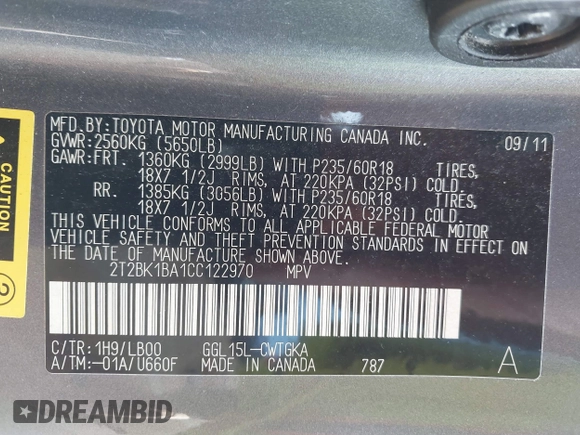 MFD. BY: TOYOTA MOTOR MANUFACTURING CANADA INC. 09/11
GVWR: 2560KG (5650LB)
GAWR: FRT. 1360KG (2999LB) WITH P235/60R18 TIRES,
18X7 1/2J RIMS, AT 220KPA (32PSI) COLD.
RR. 1385KG (3056LB) WITH P235/60R18 TIRES,
18X7 1/2J RIMS, AT 220KPA (32PSI) COLD.
THIS VEHICLE CONFORMS TO ALL APPLICABLE FEDERAL MOTOR
VEHICLE SAFETY AND THEFT PREVENTION STANDARDS IN EFFECT ON
THE DATE OF MANUFACTURE SHOWN ABOVE.
2T2BK1BA1CC122970 MPV
C/TR: 1H9/LB00 GGL15L-CWTGKA
A/TM: -01A/U660F MADE IN CANADA 787 A
CAUTION
2
DREAMBID